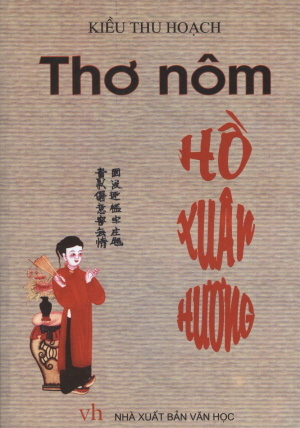 KIỀU THU HOẠCH
Thơ nôm
HỒ
XUÂN
HƯƠNG
vh NHÀ XUẤT BẢN VĂN HỌC